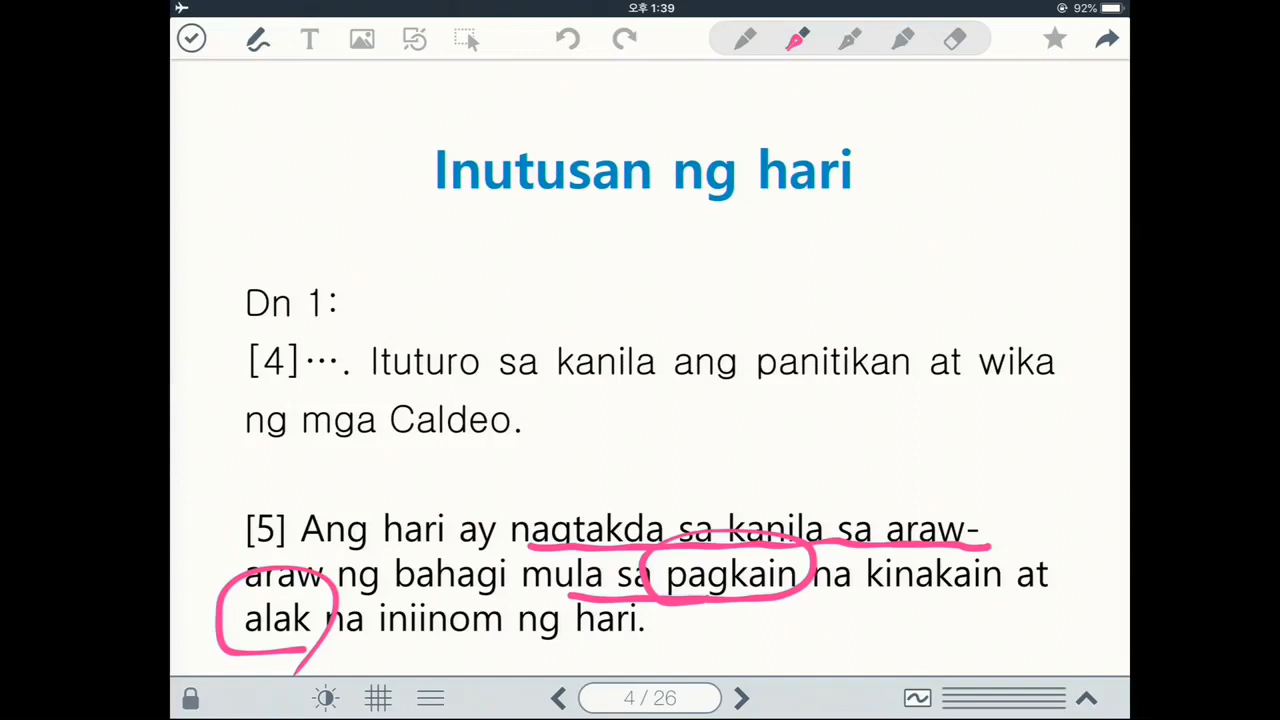 오후 1:39
92%
T
Inutusan ng hari
Dn 1:
[4]…. Ituturo sa kanila ang panitikan at wika
ng mga Caldeo.
[5] Ang hari ay nagtakda sa kanila sa araw-
araw ng bahagi mula sa pagkain na kinakain at
alak na iniinom ng hari.
4 / 26